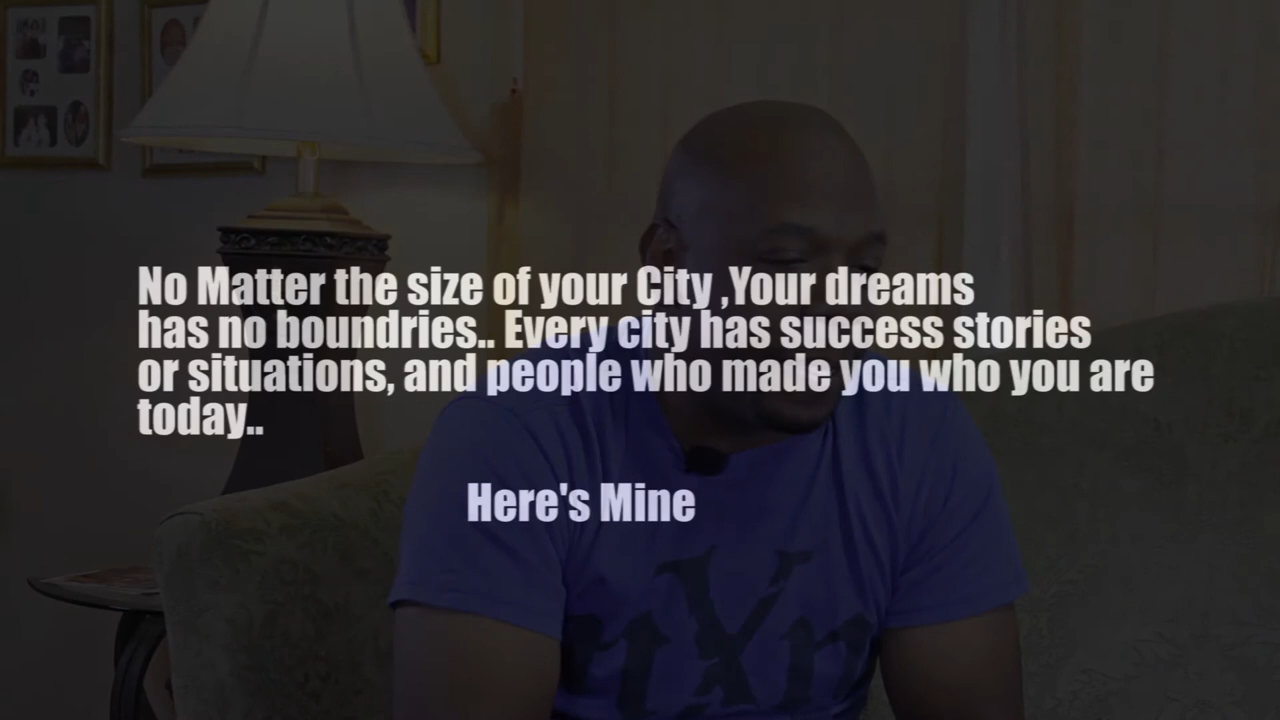 No Matter the size of your City ,Your dreams
has no boundries.. Every city has success stories
or situations, and people who made you who you are
today..
Here's Mine